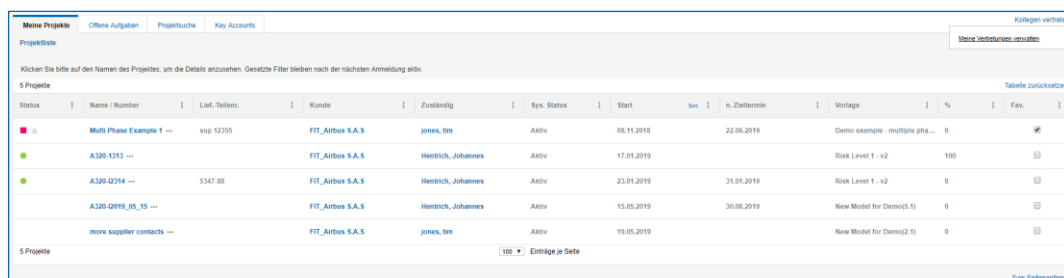 Meine Projekte Offene Aufgaben Projektsuche Key Accounts Kollegen vertrete
Meine Vertretungen verwalten
Projektliste
Klicken Sie bitte auf den Namen des Projektes, um die Details anzusehen. Gesetzte Filter bleiben nach der nächsten Anmeldung aktiv.
5 Projekte Tabelle zurücksetze
Status Name / Number Lief.-Teilenr. Kunde Zuständig Sys. Status Start n. Zieltermin Vorlage % Fav.
Multi Phase Example 1 --- sup 12355 FIT_Airbus S.A.S jones, tim Aktiv 08.11.2018 22.06.2019 Demo example - multiple pha... 0
A320-1313 --- FIT_Airbus S.A.S Hentrich, Johannes Aktiv 17.01.2019 Risk Level 1 - v2 100
A320-I2314 --- 5347-88 FIT_Airbus S.A.S Hentrich, Johannes Aktiv 23.01.2019 31.01.2019 Risk Level 1 - v2 0
A320-I2019_05_15 --- FIT_Airbus S.A.S Hentrich, Johannes Aktiv 15.05.2019 30.06.2019 New Model for Demo(5.1) 0
more supplier contacts --- FIT_Airbus S.A.S jones, tim Aktiv 19.05.2019 New Model for Demo(2.1) 0
5 Projekte 100 Einträge je Seite